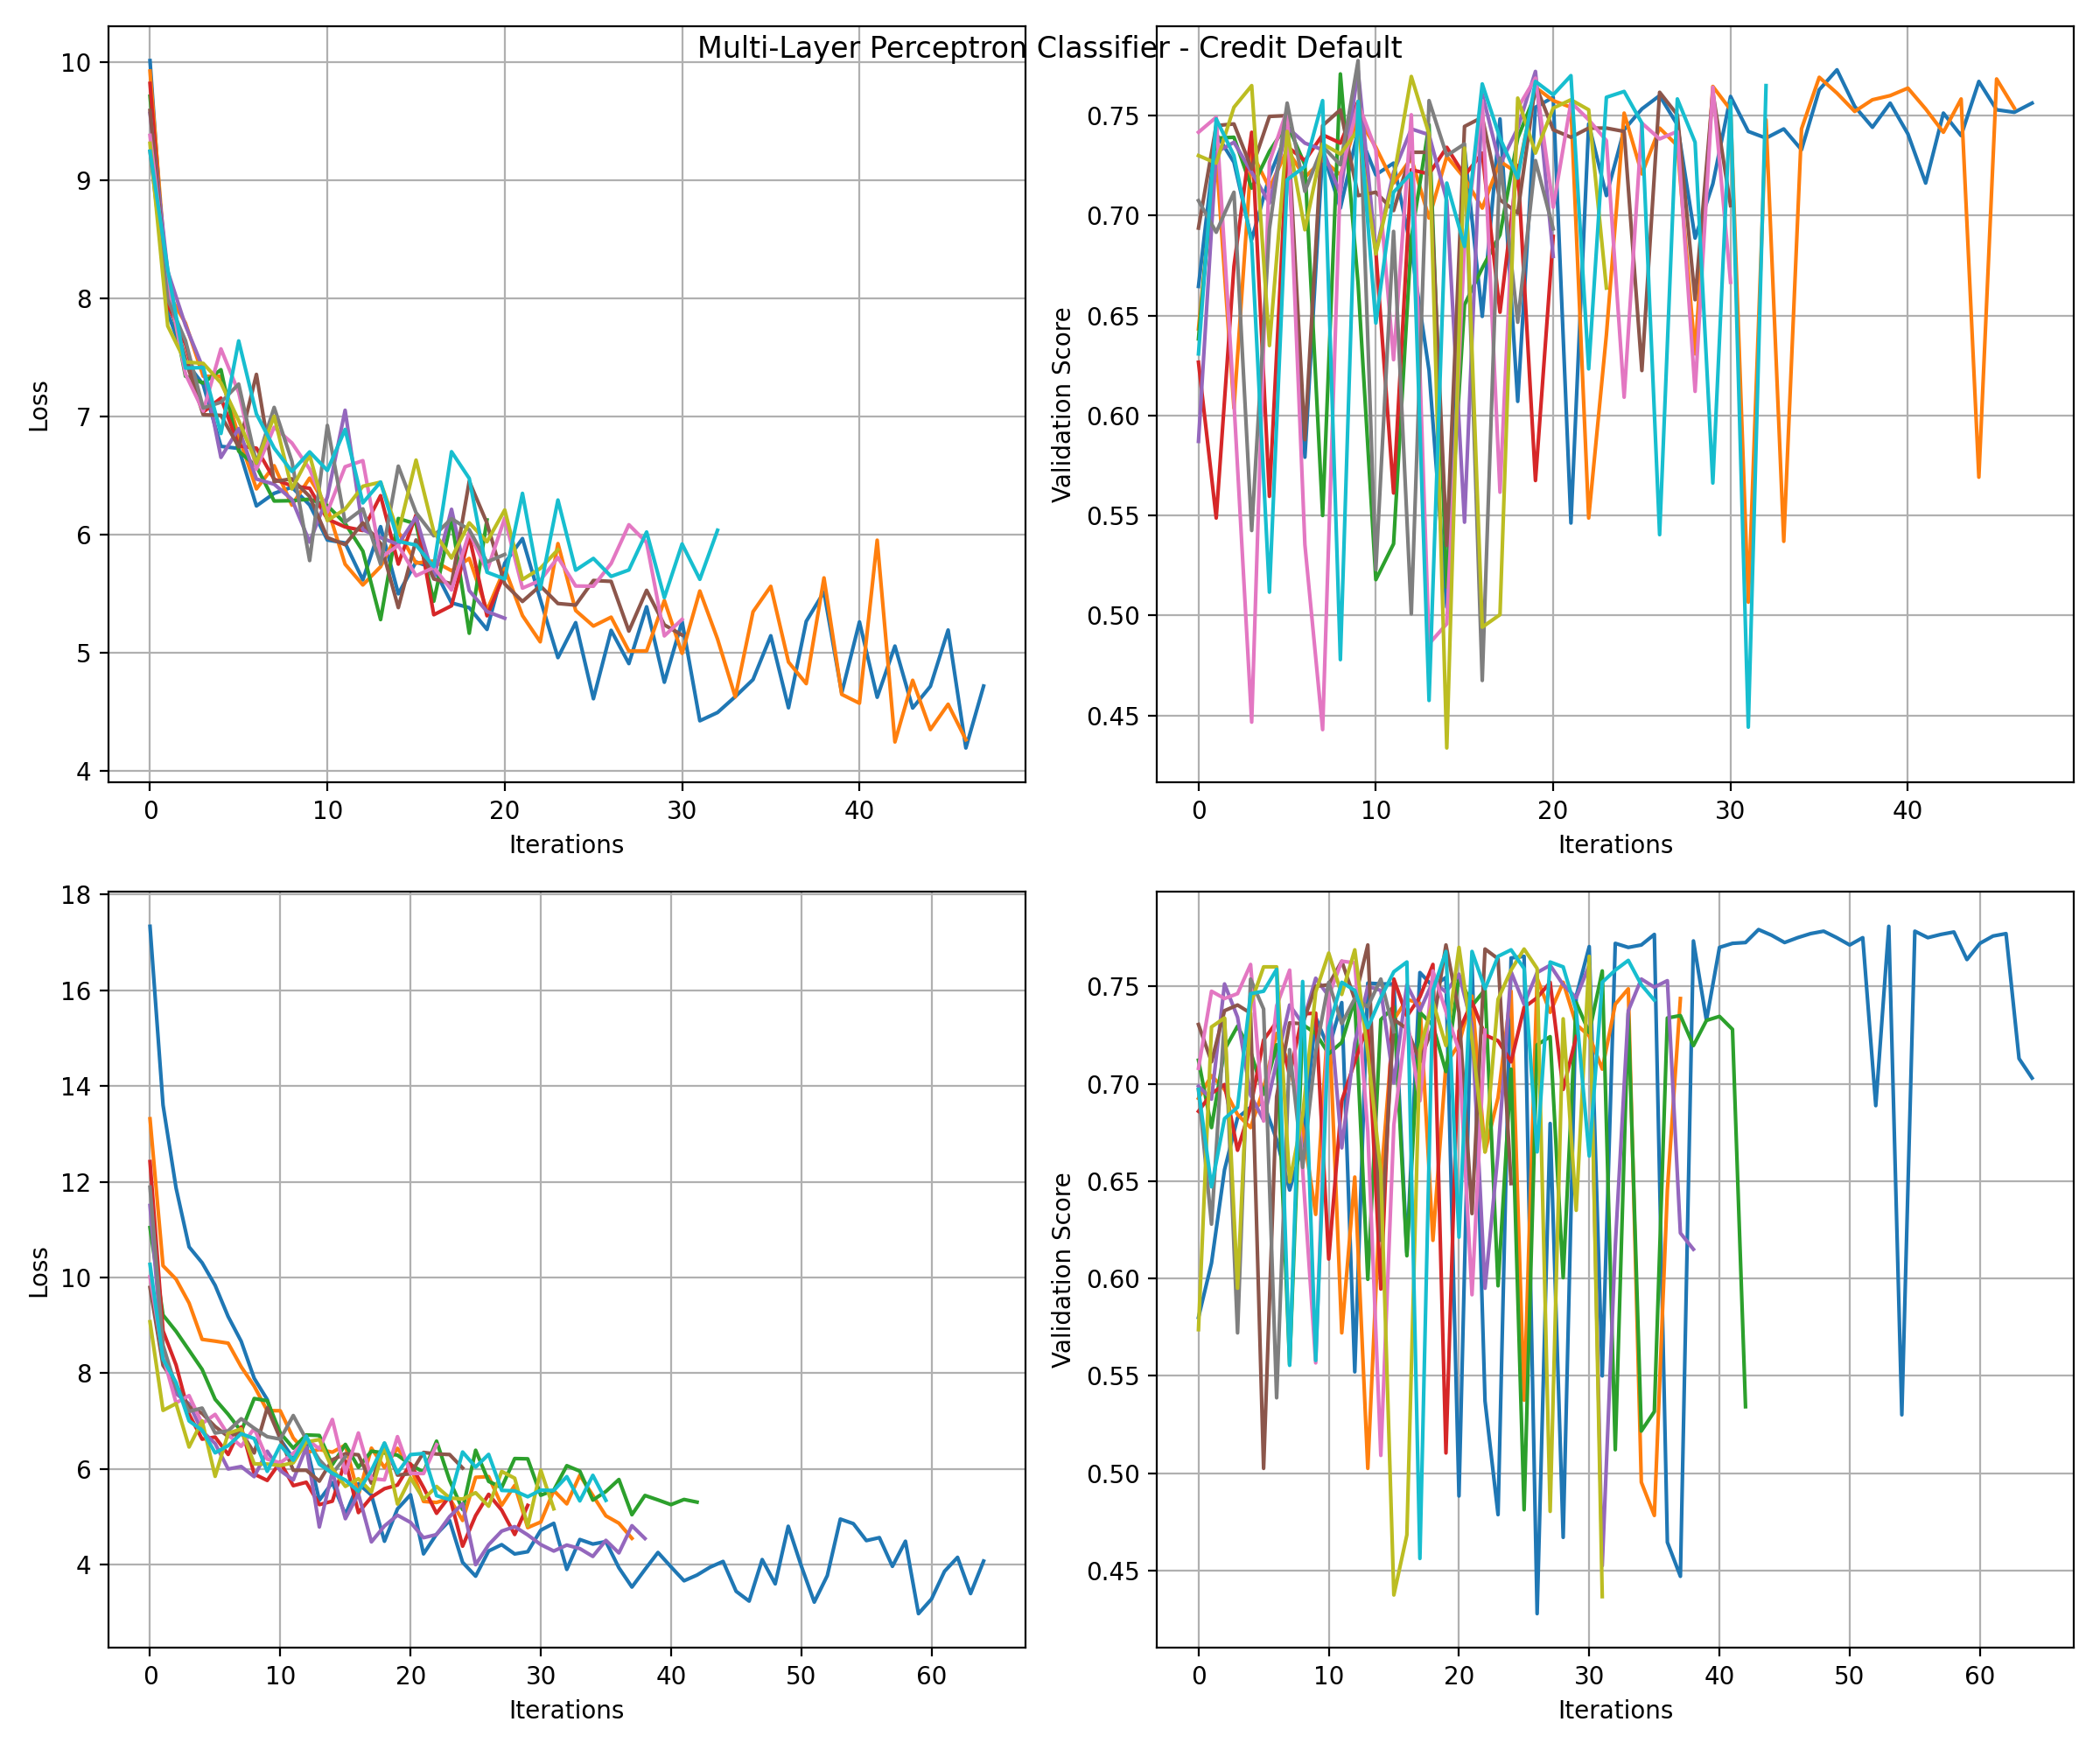 Multi-Layer Perceptron Classifier - Credit Default
10
9
8
7
6
5
4
Loss
0 10 20 30 40
Iterations
0.75
0.70
0.65
0.60
0.55
0.50
0.45
Validation Score
0 10 20 30 40
Iterations
18
16
14
12
10
8
6
4
Loss
0 10 20 30 40 50 60
Iterations
0.75
0.70
0.65
0.60
0.55
0.50
0.45
Validation Score
0 10 20 30 40 50 60
Iterations